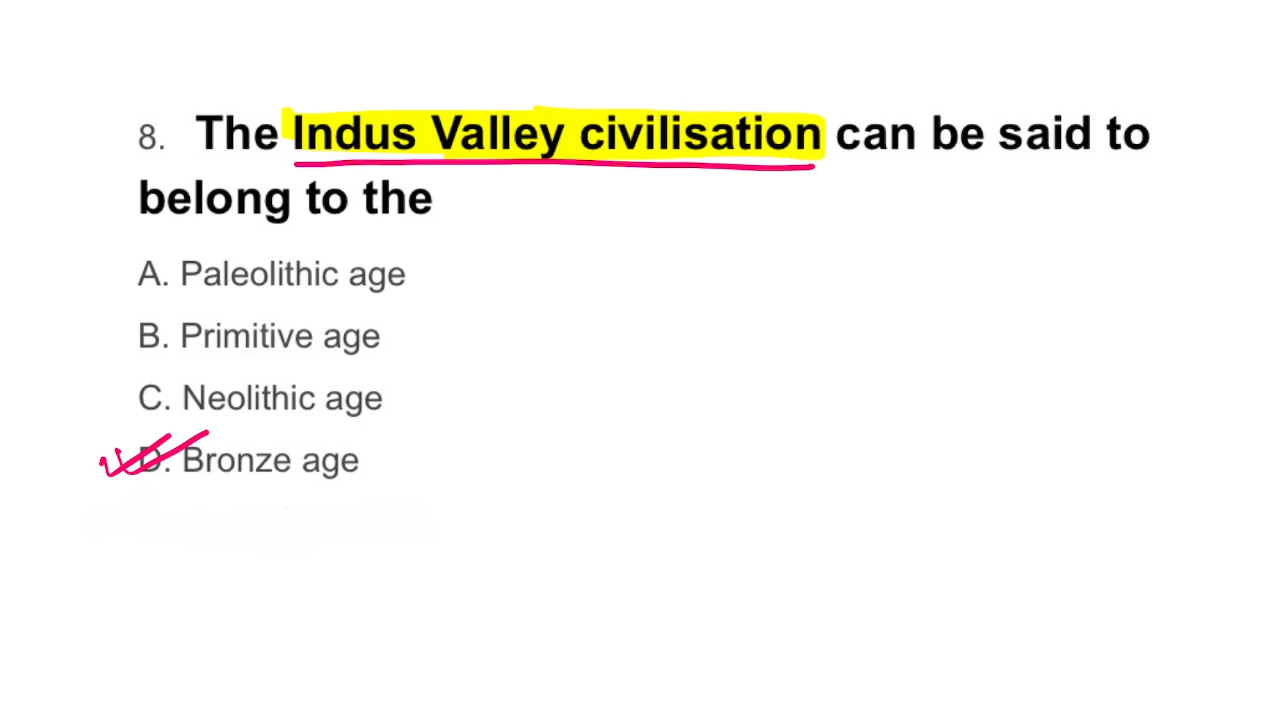 8. The Indus Valley civilisation can be said to
belong to the
A. Paleolithic age
B. Primitive age
C. Neolithic age
D. Bronze age